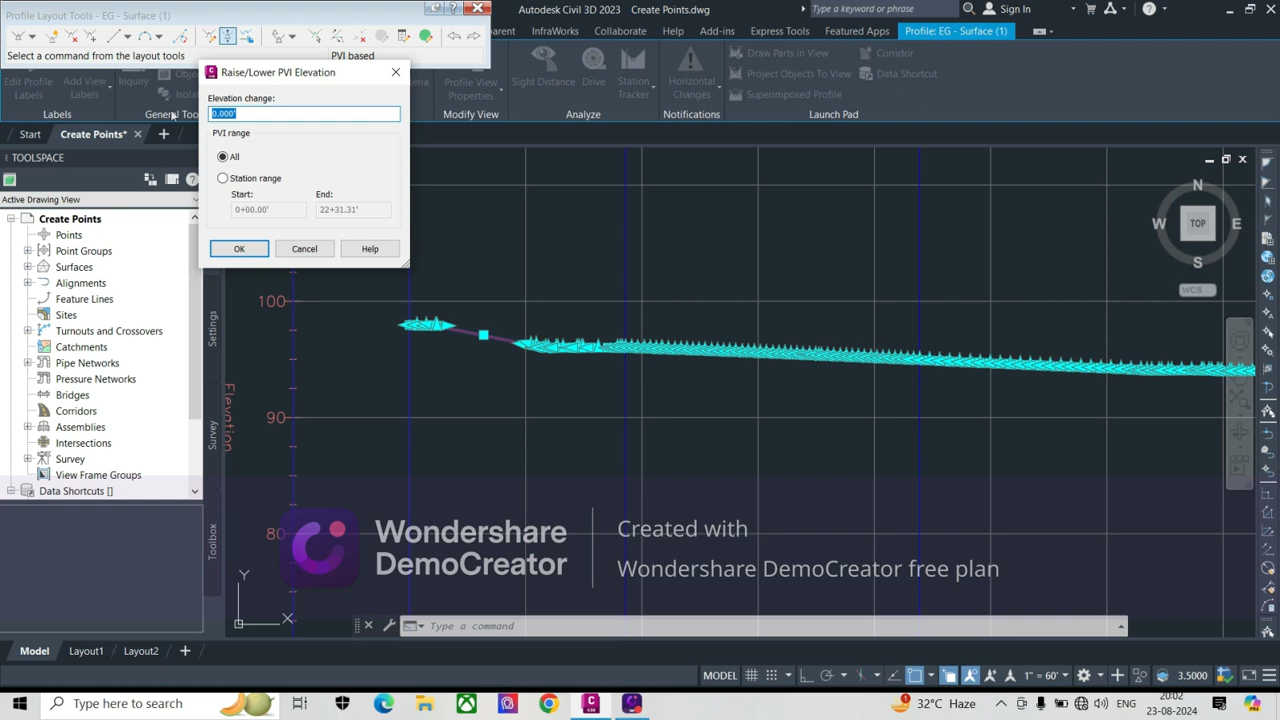 Profile Layout Tools - EG - Surface (1)
?
Autodesk Civil 3D 2023
Create Points.dwg
Type a keyword or phrase
Sign In
InfraWorks
Collaborate
Help
Add-ins
Express Tools
Featured Apps
Profile: EG - Surface (1)
Select a command from the layout tools
PVI based
Raise/Lower PVI Elevation
Elevation change:
0.000'
PVI range
All
Station range
Start:
End:
0+00.00'
22+31.31'
OK
Cancel
Help
Edit Profile
Labels
Add View
Labels
Inquiry
Labels
Profile View
Properties
Modify View
Sight Distance
Drive
Station
Tracker
Analyze
Horizontal
Changes
Notifications
Draw Parts in View
Project Objects To View
Superimposed Profile
Corridor
Data Shortcut
Launch Pad
Start
Create Points*
TOOLSPACE
Active Drawing View
Create Points
Points
Point Groups
Surfaces
Alignments
Feature Lines
Sites
Turnouts and Crossovers
Catchments
Pipe Networks
Pressure Networks
Bridges
Corridors
Assemblies
Intersections
Survey
View Frame Groups
Data Shortcuts []
Settings
Survey
Toolbox
100
90
80
Elevation
Y
X
N
W
TOP
E
S
WCS
Wondershare
DemoCreator
Created with
Wondershare DemoCreator free plan
Type a command
Model
Layout1
Layout2
MODEL
1" = 60'
3.5000
Type here to search
32°C Haze
ENG
20:02
23-08-2024